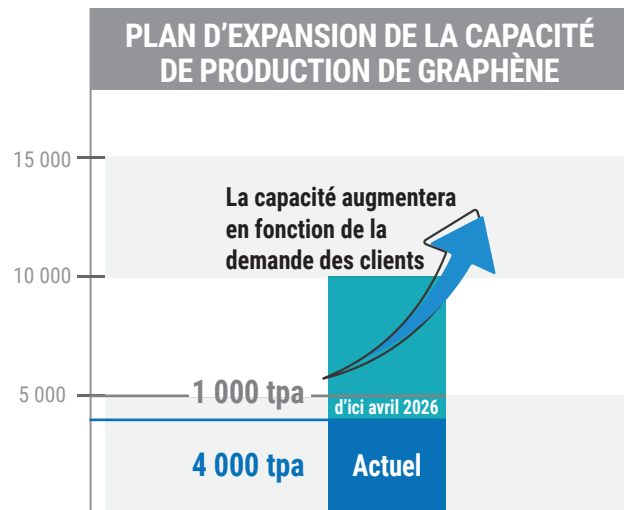 PLAN D’EXPANSION DE LA CAPACITÉ
DE PRODUCTION DE GRAPHÈNE
15 000
La capacité augmentera
en fonction de la
demande des clients
10 000
5 000
1 000 tpa
d’ici avril 2026
4 000 tpa
Actuel